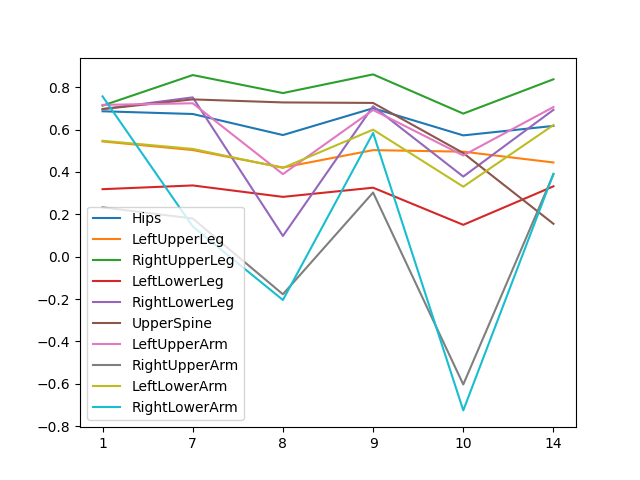 0.8
0.6
0.4
0.2
0.0
−0.2
−0.4
−0.6
−0.8
Hips
LeftUpperLeg
RightUpperLeg
LeftLowerLeg
RightLowerLeg
UpperSpine
LeftUpperArm
RightUpperArm
LeftLowerArm
RightLowerArm
1 7 8 9 10 14